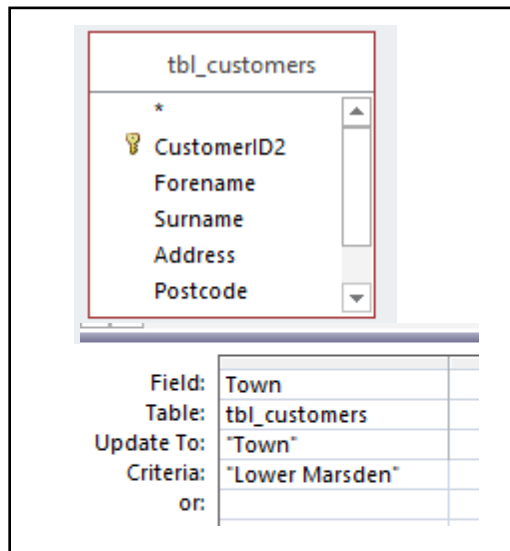 tbl_customers
*
CustomerID2
Forename
Surname
Address
Postcode
Field: Town
Table: tbl_customers
Update To: "Town"
Criteria: "Lower Marsden"
or: